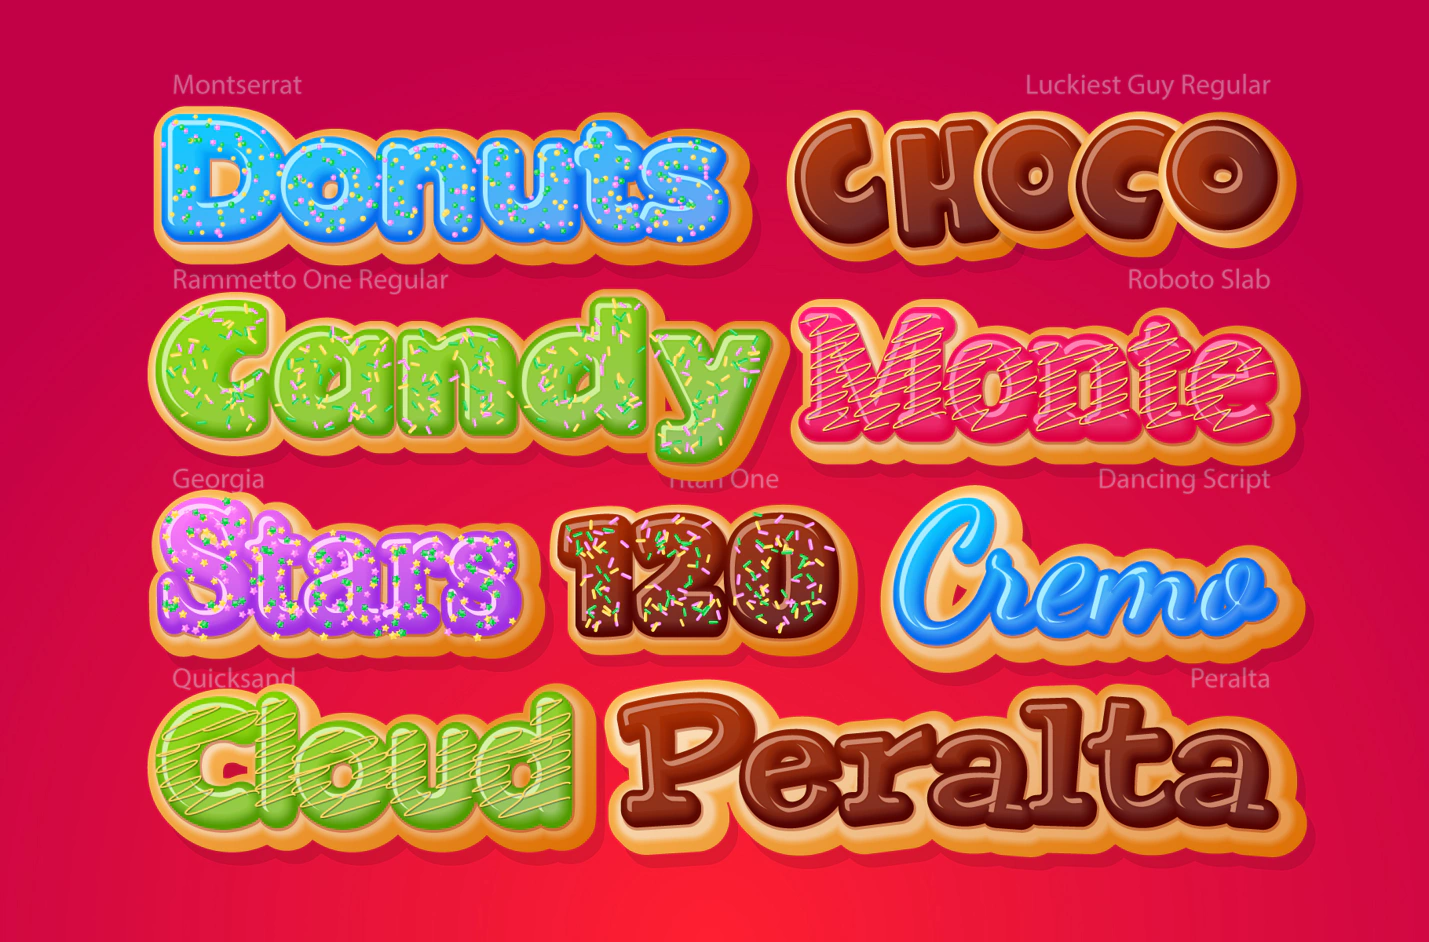 Montserrat Luckiest Guy Regular
Donuts CHOCO
Rammetto One Regular Roboto Slab
Candy Monte
Georgia Titan One Dancing Script
Stars 120 Cremo
Quicksand Peralta
Cloud Peralta